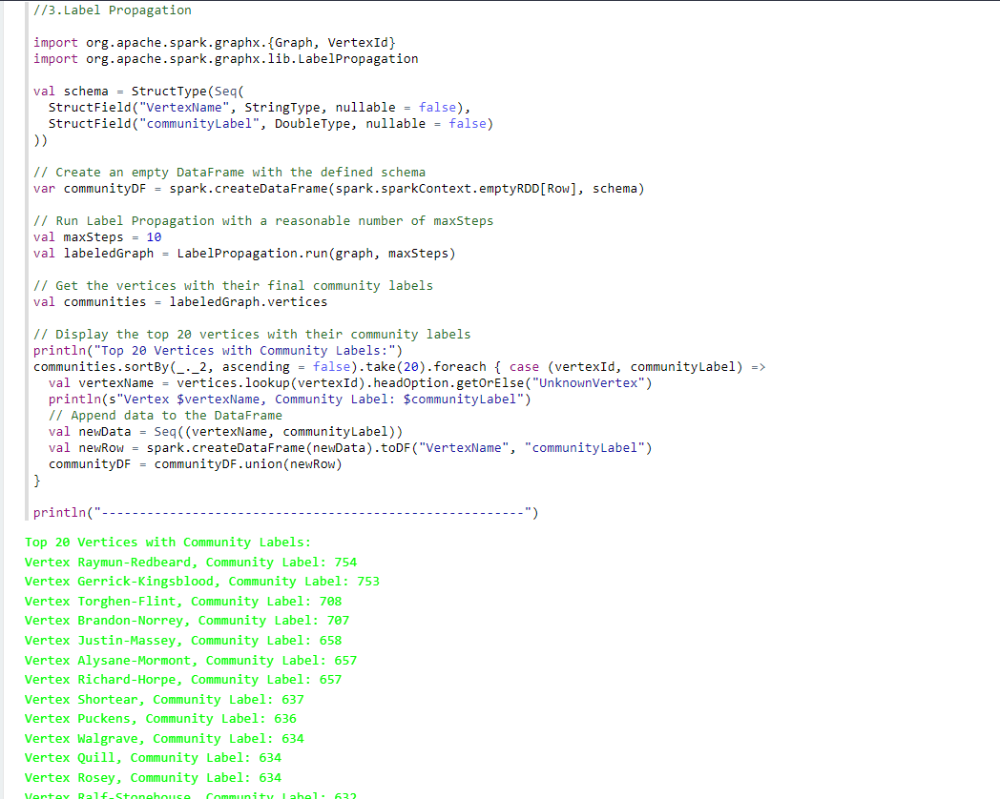 //3.Label Propagation
import org.apache.spark.graphx.{Graph, VertexId}
import org.apache.spark.graphx.lib.LabelPropagation
val schema = StructType(Seq(
  StructField("VertexName", StringType, nullable = false),
  StructField("communityLabel", DoubleType, nullable = false)
))
// Create an empty DataFrame with the defined schema
var communityDF = spark.createDataFrame(spark.sparkContext.emptyRDD[Row], schema)
// Run Label Propagation with a reasonable number of maxSteps
val maxSteps = 10
val labeledGraph = LabelPropagation.run(graph, maxSteps)
// Get the vertices with their final community labels
val communities = labeledGraph.vertices
// Display the top 20 vertices with their community labels
println("Top 20 Vertices with Community Labels:")
communities.sortBy(_._2, ascending = false).take(20).foreach { case (vertexId, communityLabel) =>
  val vertexName = vertices.lookup(vertexId).headOption.getOrElse("UnknownVertex")
  println(s"Vertex $vertexName, Community Label: $communityLabel")
  // Append data to the DataFrame
  val newData = Seq((vertexName, communityLabel))
  val newRow = spark.createDataFrame(newData).toDF("VertexName", "communityLabel")
  communityDF = communityDF.union(newRow)
}
println("--------------------------------------------------------")
Top 20 Vertices with Community Labels:
Vertex Raymun-Redbeard, Community Label: 754
Vertex Gerrick-Kingsblood, Community Label: 753
Vertex Torghen-Flint, Community Label: 708
Vertex Brandon-Norrey, Community Label: 707
Vertex Justin-Massey, Community Label: 658
Vertex Alysane-Mormont, Community Label: 657
Vertex Richard-Horpe, Community Label: 657
Vertex Shortear, Community Label: 637
Vertex Puckens, Community Label: 636
Vertex Walgrave, Community Label: 634
Vertex Quill, Community Label: 634
Vertex Rosey, Community Label: 634
Vertex Ralf-Stonehouse, Community Label: 632